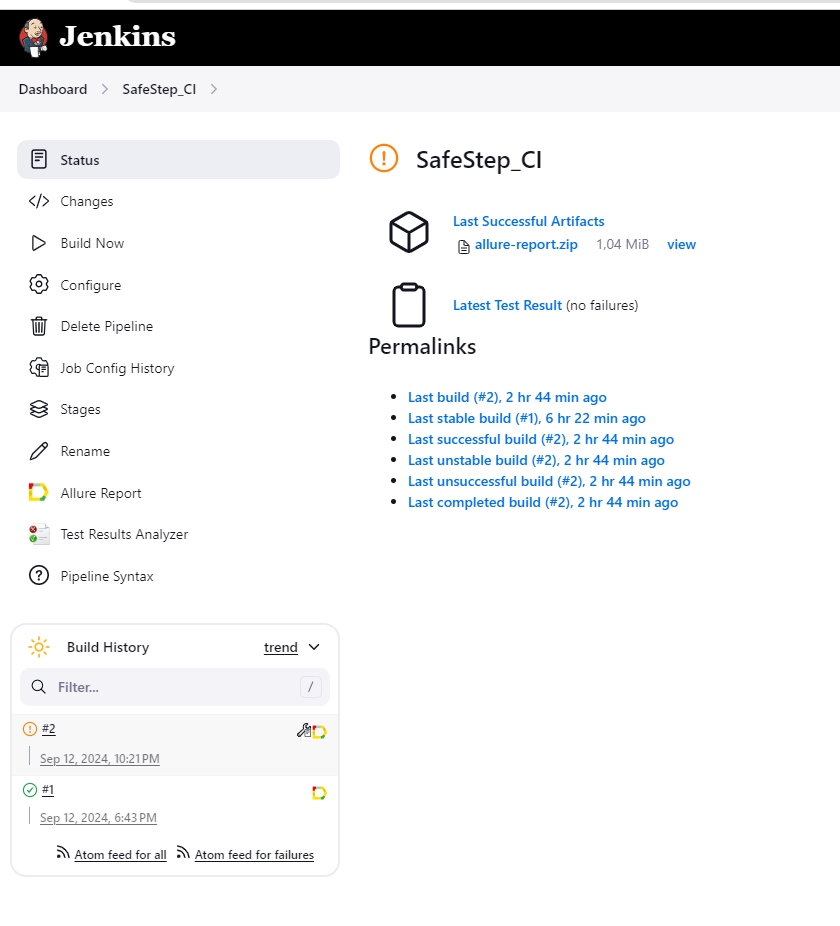 Jenkins
Dashboard
SafeStep_CI
Status
Changes
Build Now
Configure
Delete Pipeline
Job Config History
Stages
Rename
Allure Report
Test Results Analyzer
Pipeline Syntax
Build History trend
Filter... /
#2
Sep 12, 2024, 10:21 PM
#1
Sep 12, 2024, 6:43 PM
Atom feed for all Atom feed for failures
SafeStep_CI
Last Successful Artifacts
allure-report.zip 1,04 MiB view
Latest Test Result (no failures)
Permalinks
Last build (#2), 2 hr 44 min ago
Last stable build (#1), 6 hr 22 min ago
Last successful build (#2), 2 hr 44 min ago
Last unstable build (#2), 2 hr 44 min ago
Last unsuccessful build (#2), 2 hr 44 min ago
Last completed build (#2), 2 hr 44 min ago